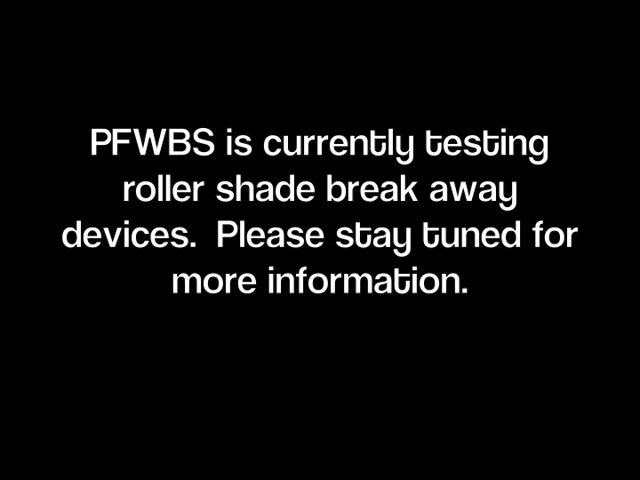 PFWBS is currently testing
roller shade break away
devices.  Please stay tuned for
more information.